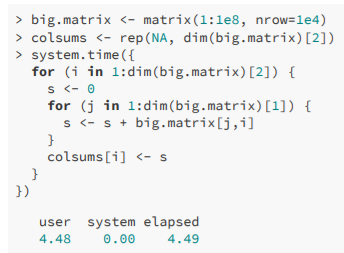 > big.matrix <- matrix(1:1e8, nrow=1e4)
> colsums <- rep(NA, dim(big.matrix)[2])
> system.time({
  for (i in 1:dim(big.matrix)[2]) {
    s <- 0
    for (j in 1:dim(big.matrix)[1]) {
      s <- s + big.matrix[j,i]
    }
    colsums[i] <- s
  }
})
   user  system elapsed
   4.48    0.00    4.49